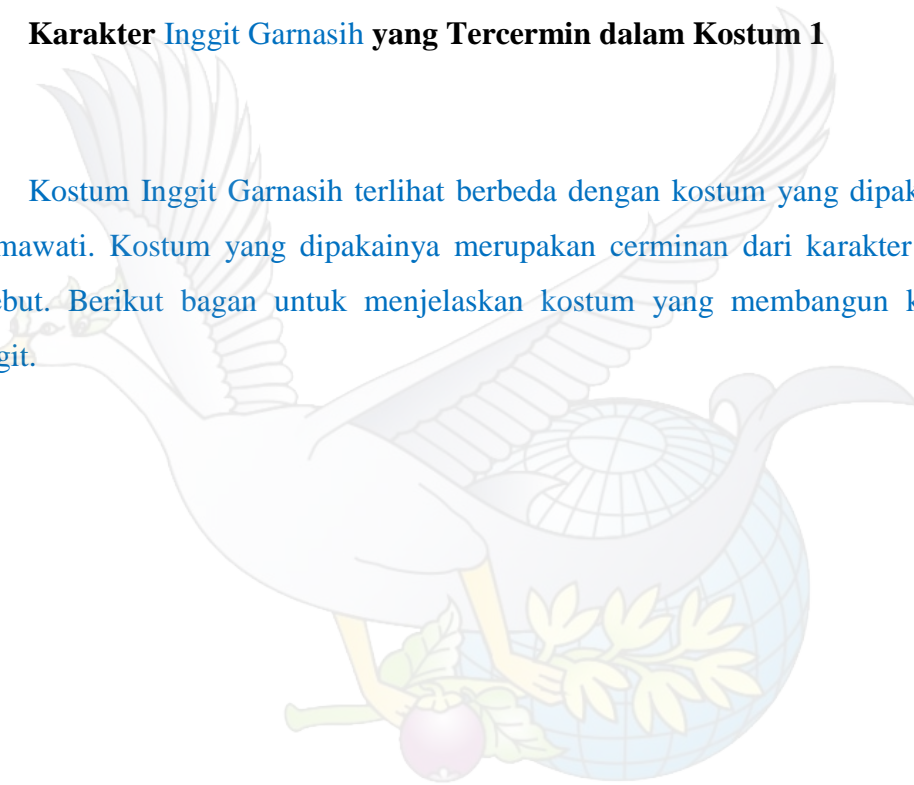 Karakter Inggit Garnasih yang Tercermin dalam Kostum 1
Kostum Inggit Garnasih terlihat berbeda dengan kostum yang dipak
mawati. Kostum yang dipakainya merupakan cerminan dari karakter
ebut. Berikut bagan untuk menjelaskan kostum yang membangun k
git.